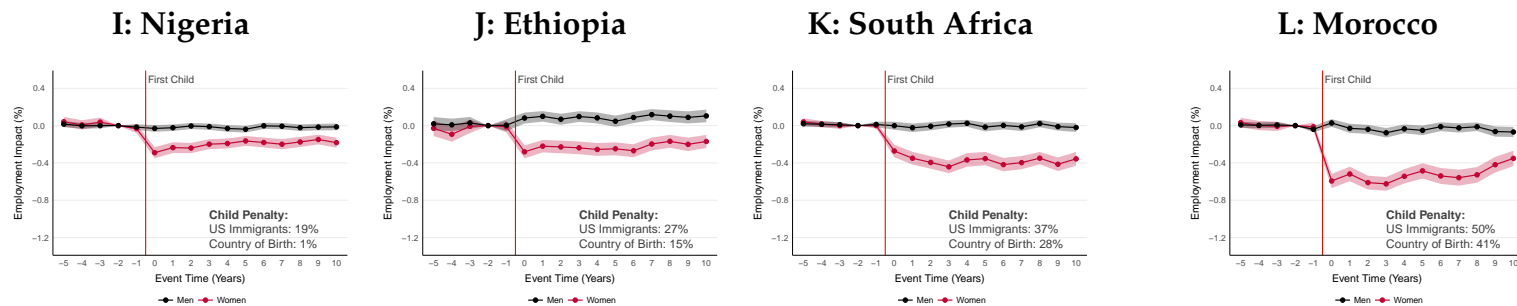 I: Nigeria
First Child
0.4
0.0
−0.4
−0.8
−1.2
Employment Impact (%)
Child Penalty:
US Immigrants: 19%
Country of Birth: 1%
−5 −4 −3 −2 −1 0 1 2 3 4 5 6 7 8 9 10
Event Time (Years)
Men Women
J: Ethiopia
First Child
0.4
0.0
−0.4
−0.8
−1.2
Employment Impact (%)
Child Penalty:
US Immigrants: 27%
Country of Birth: 15%
−5 −4 −3 −2 −1 0 1 2 3 4 5 6 7 8 9 10
Event Time (Years)
Men Women
K: South Africa
First Child
0.4
0.0
−0.4
−0.8
−1.2
Employment Impact (%)
Child Penalty:
US Immigrants: 37%
Country of Birth: 28%
−5 −4 −3 −2 −1 0 1 2 3 4 5 6 7 8 9 10
Event Time (Years)
Men Women
L: Morocco
First Child
0.4
0.0
−0.4
−0.8
−1.2
Employment Impact (%)
Child Penalty:
US Immigrants: 50%
Country of Birth: 41%
−5 −4 −3 −2 −1 0 1 2 3 4 5 6 7 8 9 10
Event Time (Years)
Men Women